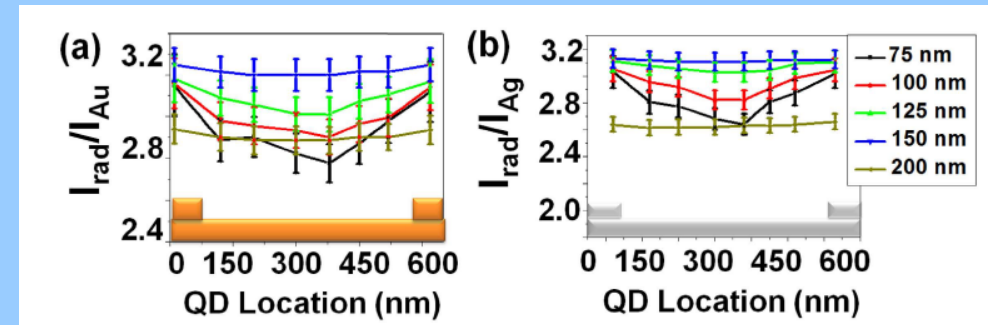 (a)
3.2
2.8
2.4
I_rad/I_Au
0 150 300 450 600
QD Location (nm)
(b)
3.2
2.8
2.4
2.0
I_rad/I_Ag
0 150 300 450 600
QD Location (nm)
75 nm
100 nm
125 nm
150 nm
200 nm